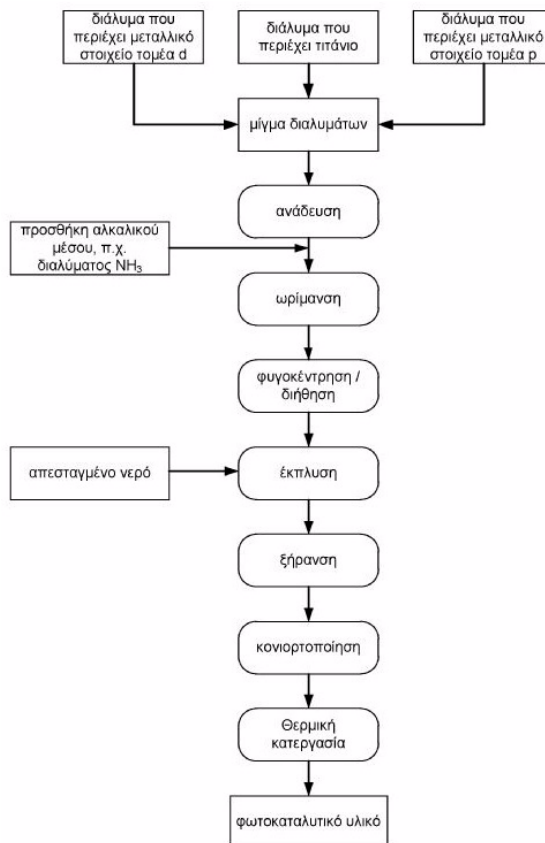 διάλυμα που
περιέχει μεταλλικό
στοιχείο τομέα d
διάλυμα που
περιέχει τιτάνιο
διάλυμα που
περιέχει μεταλλικό
στοιχείο τομέα p
μίγμα διαλυμάτων
ανάδευση
προσθήκη αλκαλικού
μέσου, π.χ.
διαλύματος NH₃
ωρίμανση
φυγοκέντρηση /
διήθηση
απεσταγμένο νερό
έκπλυση
ξήρανση
κονιορτοποίηση
Θερμική
κατεργασία
φωτοκαταλυτικό υλικό